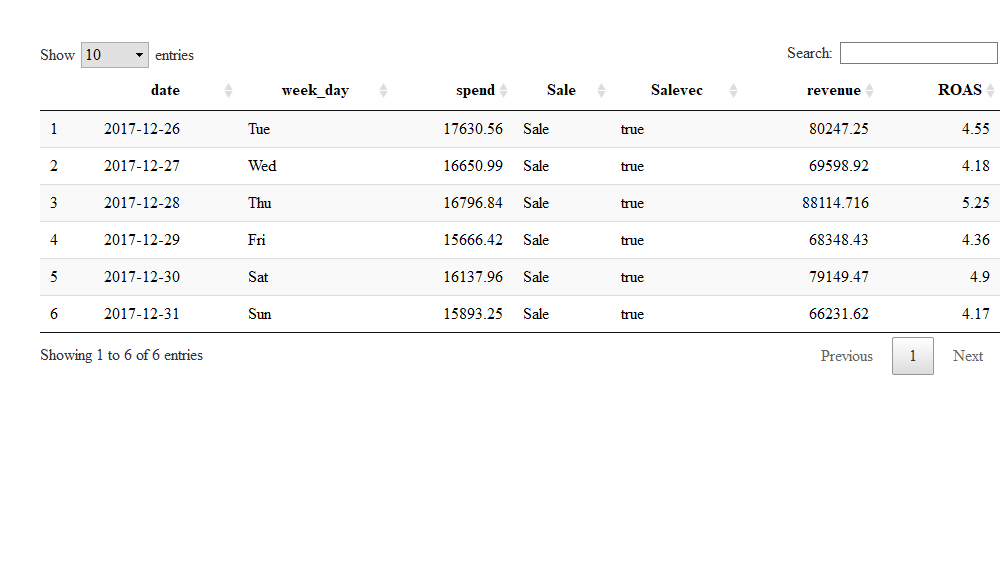 Show 10 entries Search:
date week_day spend Sale Salevec revenue ROAS
1 2017-12-26 Tue 17630.56 Sale true 80247.25 4.55
2 2017-12-27 Wed 16650.99 Sale true 69598.92 4.18
3 2017-12-28 Thu 16796.84 Sale true 88114.716 5.25
4 2017-12-29 Fri 15666.42 Sale true 68348.43 4.36
5 2017-12-30 Sat 16137.96 Sale true 79149.47 4.9
6 2017-12-31 Sun 15893.25 Sale true 66231.62 4.17
Showing 1 to 6 of 6 entries Previous 1 Next